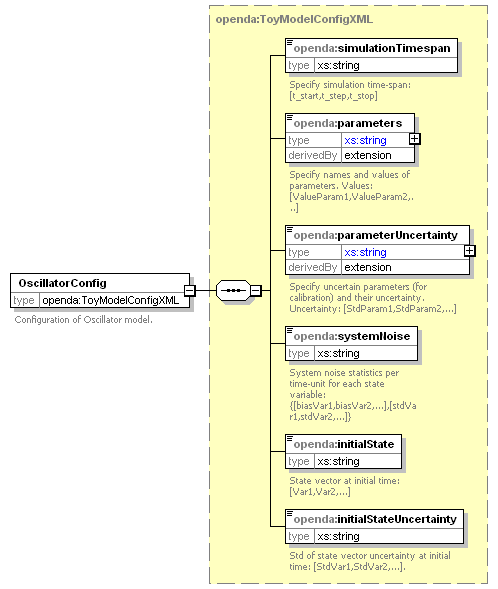 openda:ToyModelConfigXML
openda:simulationTimespan
type xs:string
Specify simulation time-span:
[t_start,t_step,t_stop]
openda:parameters
type xs:string
derivedBy extension
Specify names and values of
parameters. Values:
[ValueParam1,ValueParam2,.
..]
openda:parameterUncertainty
type xs:string
derivedBy extension
Specify uncertain parameters (for
calibration) and their uncertainty.
Uncertainty: [StdParam1,StdParam2,...]
OscillatorConfig
type openda:ToyModelConfigXML
Configuration of Oscillator model.
openda:systemNoise
type xs:string
System noise statistics per
time-unit for each state
variable:
{[biasVar1,biasVar2,...],[stdVa
r1,stdVar2,...]}
openda:initialState
type xs:string
State vector at initial time:
[Var1,Var2,...]
openda:initialStateUncertainty
type xs:string
Std of state vector uncertainty at initial
time: [StdVar1,StdVar2,...].